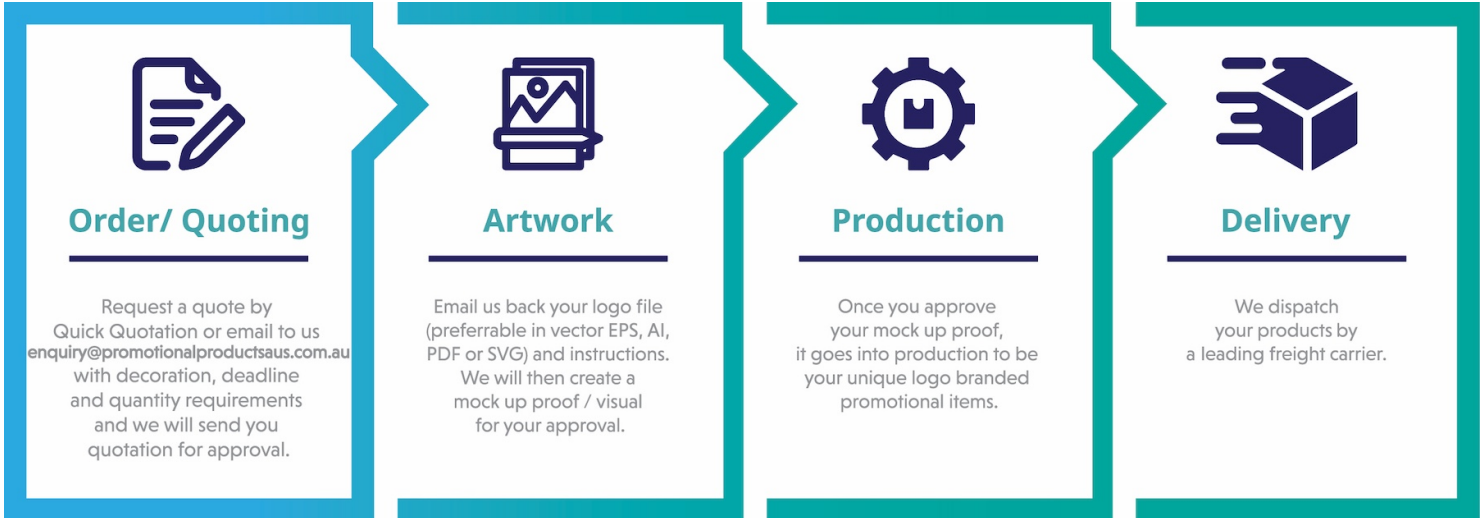 Order/ Quoting
Request a quote by
Quick Quotation or email to us
enquiry@promotionalproductsaus.com.au
with decoration, deadline
and quantity requirements
and we will send you
quotation for approval.
Artwork
Email us back your logo file
(preferrable in vector EPS, AI,
PDF or SVG) and instructions.
We will then create a
mock up proof / visual
for your approval.
Production
Once you approve
your mock up proof,
it goes into production to be
your unique logo branded
promotional items.
Delivery
We dispatch
your products by
a leading freight carrier.